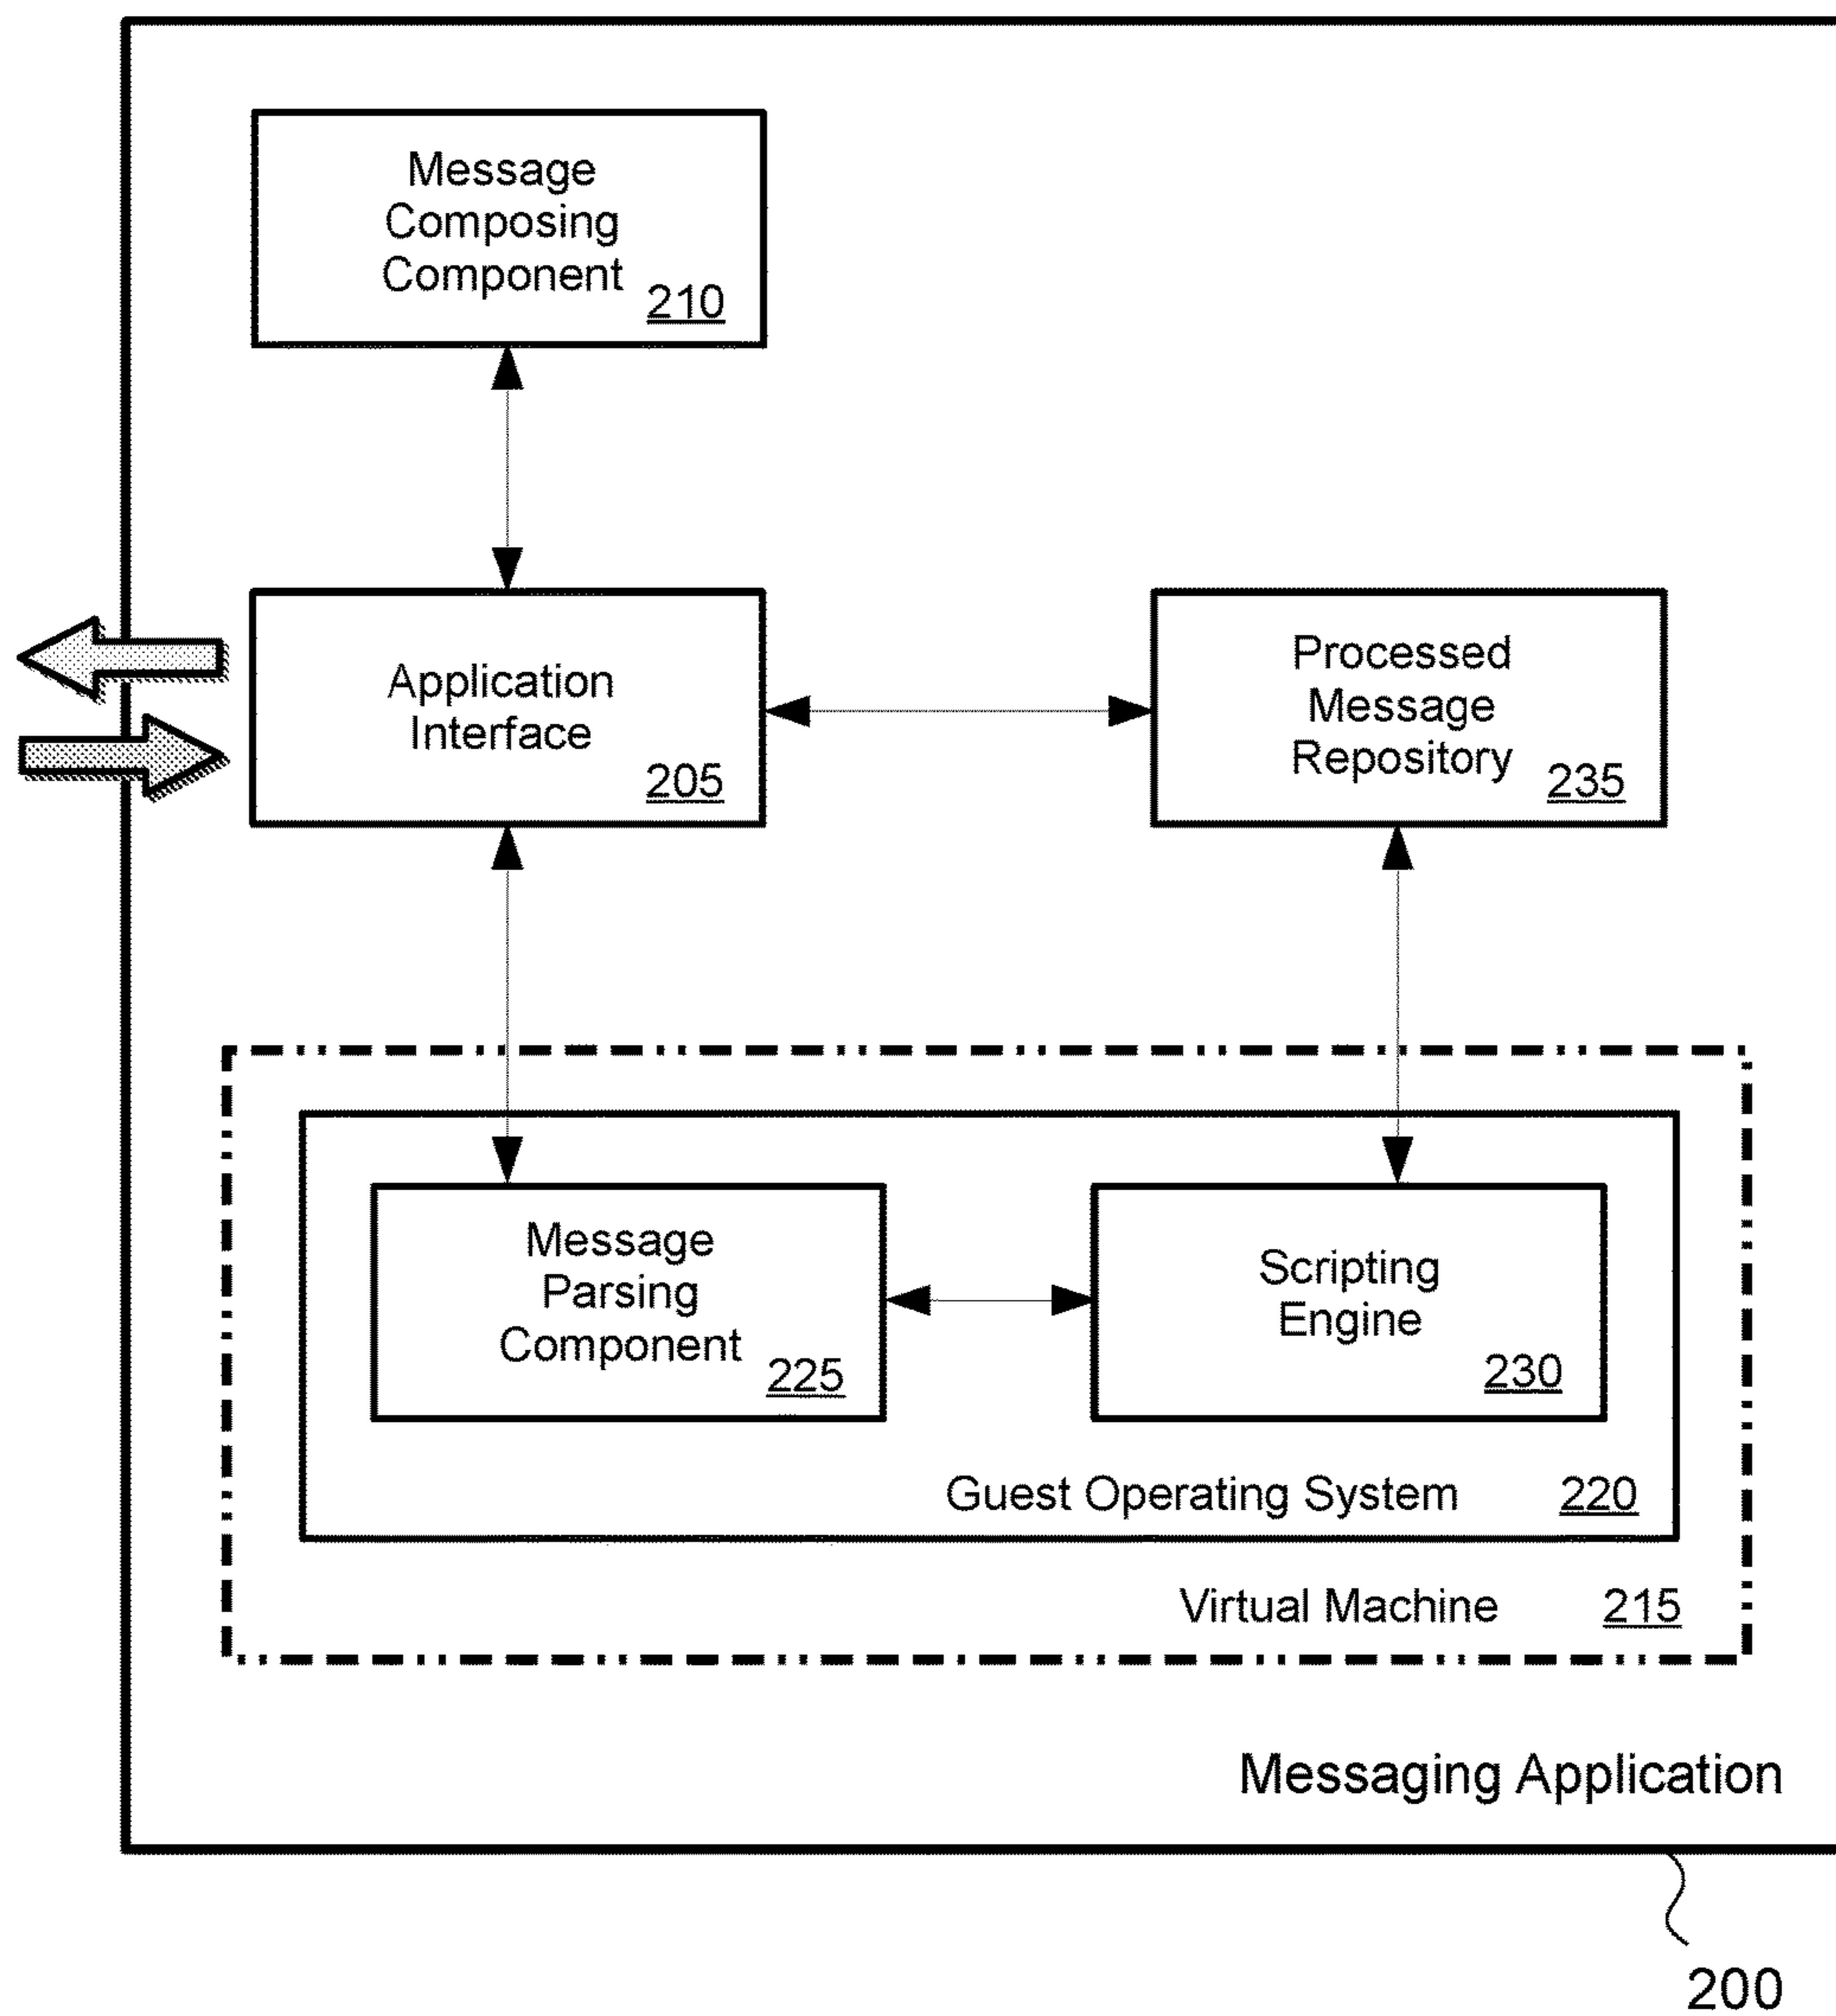 Message
Composing
Component
210
Application
Interface
205
Processed
Message
Repository
235
Message
Parsing
Component
225
Scripting
Engine
230
Guest Operating System 220
Virtual Machine 215
Messaging Application
200